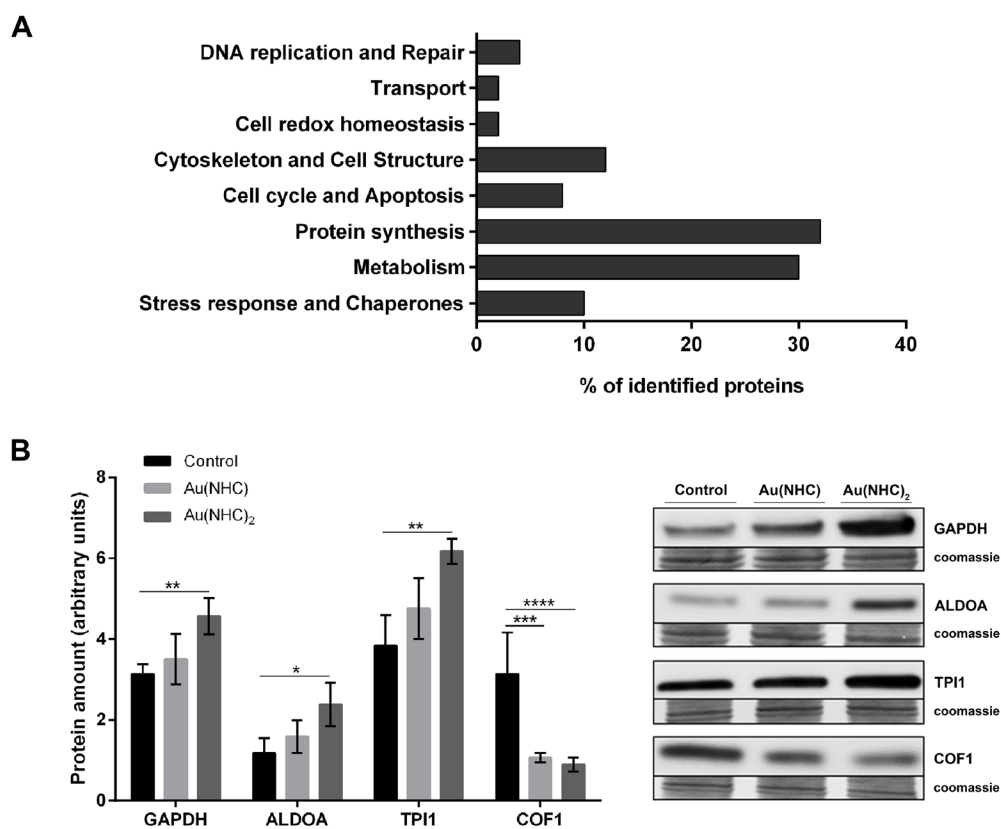 A
DNA replication and Repair
Transport
Cell redox homeostasis
Cytoskeleton and Cell Structure
Cell cycle and Apoptosis
Protein synthesis
Metabolism
Stress response and Chaperones
0 10 20 30 40
% of identified proteins
B
Control
Au(NHC)
Au(NHC)₂
Protein amount (arbitrary units)
8
6
4
2
0
**
*
**
****
***
GAPDH ALDOA TPI1 COF1
Control Au(NHC) Au(NHC)₂
GAPDH
coomassie
ALDOA
coomassie
TPI1
coomassie
COF1
coomassie